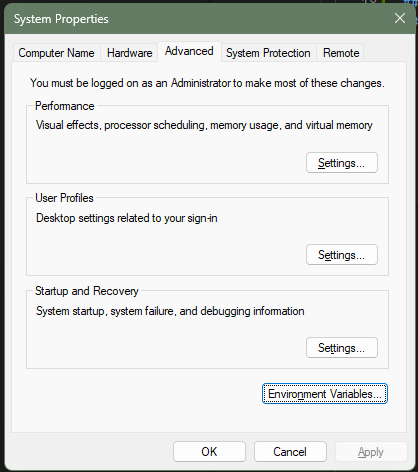 System Properties
Computer Name Hardware Advanced System Protection Remote
You must be logged on as an Administrator to make most of these changes.
Performance
Visual effects, processor scheduling, memory usage, and virtual memory
Settings...
User Profiles
Desktop settings related to your sign-in
Settings...
Startup and Recovery
System startup, system failure, and debugging information
Settings...
Environment Variables...
OK Cancel Apply